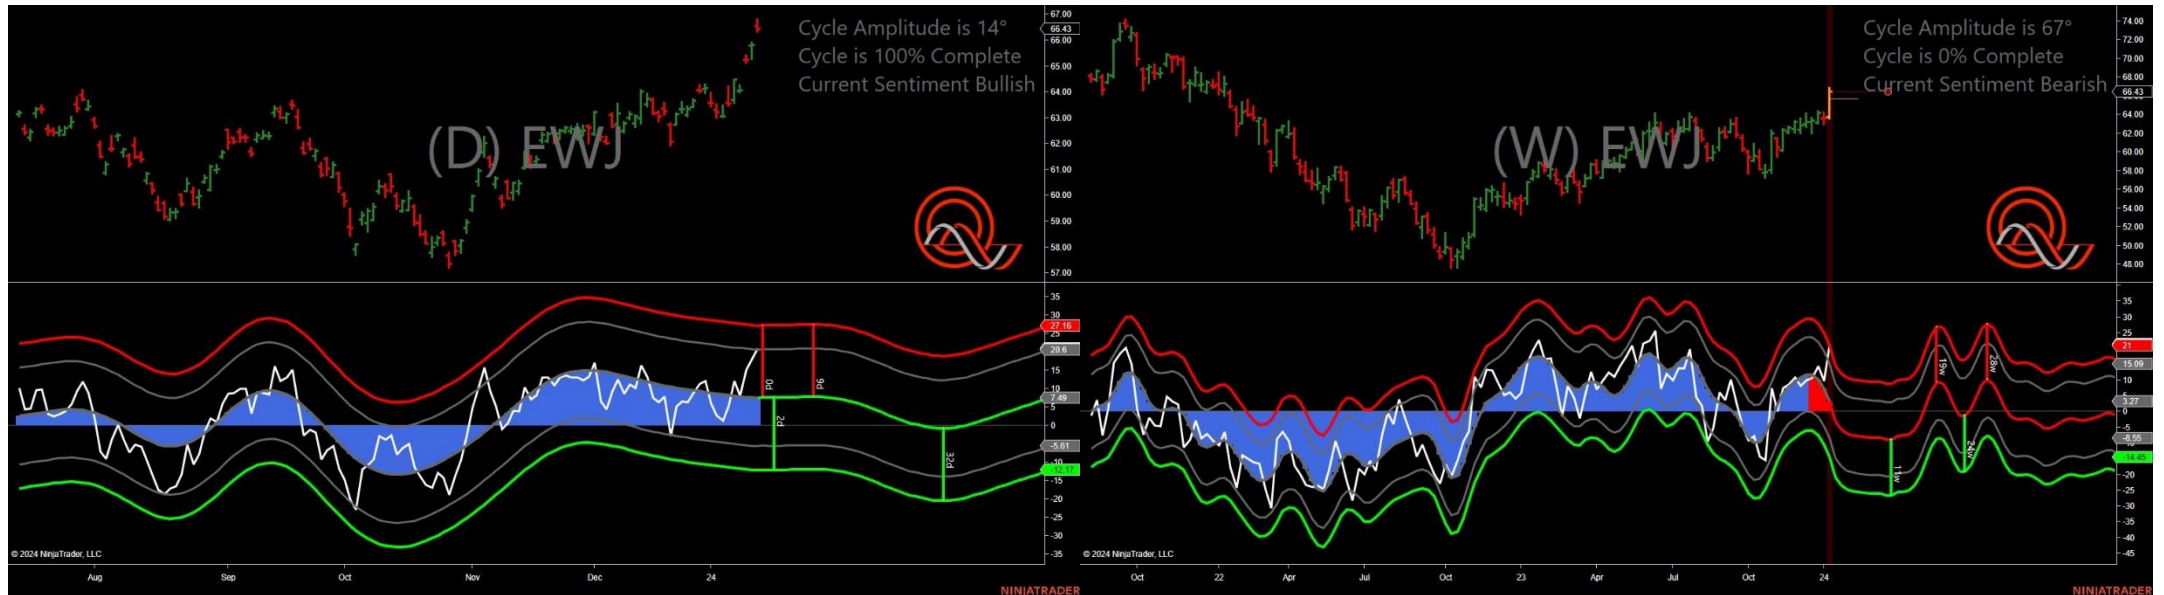 Cycle Amplitude is 14°
Cycle is 100% Complete
Current Sentiment Bullish
(D) EWJ
67.00
66.43
66.00
65.00
64.00
63.00
62.00
61.00
60.00
59.00
58.00
57.00
35
30
27.16
25
20.6
15
10
7.49
5
0
-5.61
-10
-12.17
-15
-20
-25
-30
-35
0d
9d
2d
32d
© 2024 NinjaTrader, LLC
Aug Sep Oct Nov Dec 24
NINJATRADER
Cycle Amplitude is 67°
Cycle is 0% Complete
Current Sentiment Bearish
(W) EWJ
74.00
72.00
70.00
68.00
66.43
64.00
62.00
60.00
58.00
56.00
54.00
52.00
50.00
48.00
35
30
25
21
15.09
10
3.27
0
-5
-8.55
-14.45
-20
-25
-30
-35
-40
-45
19w
28w
11w
24w
© 2024 NinjaTrader, LLC
Oct 22 Apr Jul Oct 23 Apr Jul Oct 24
NINJATRADER